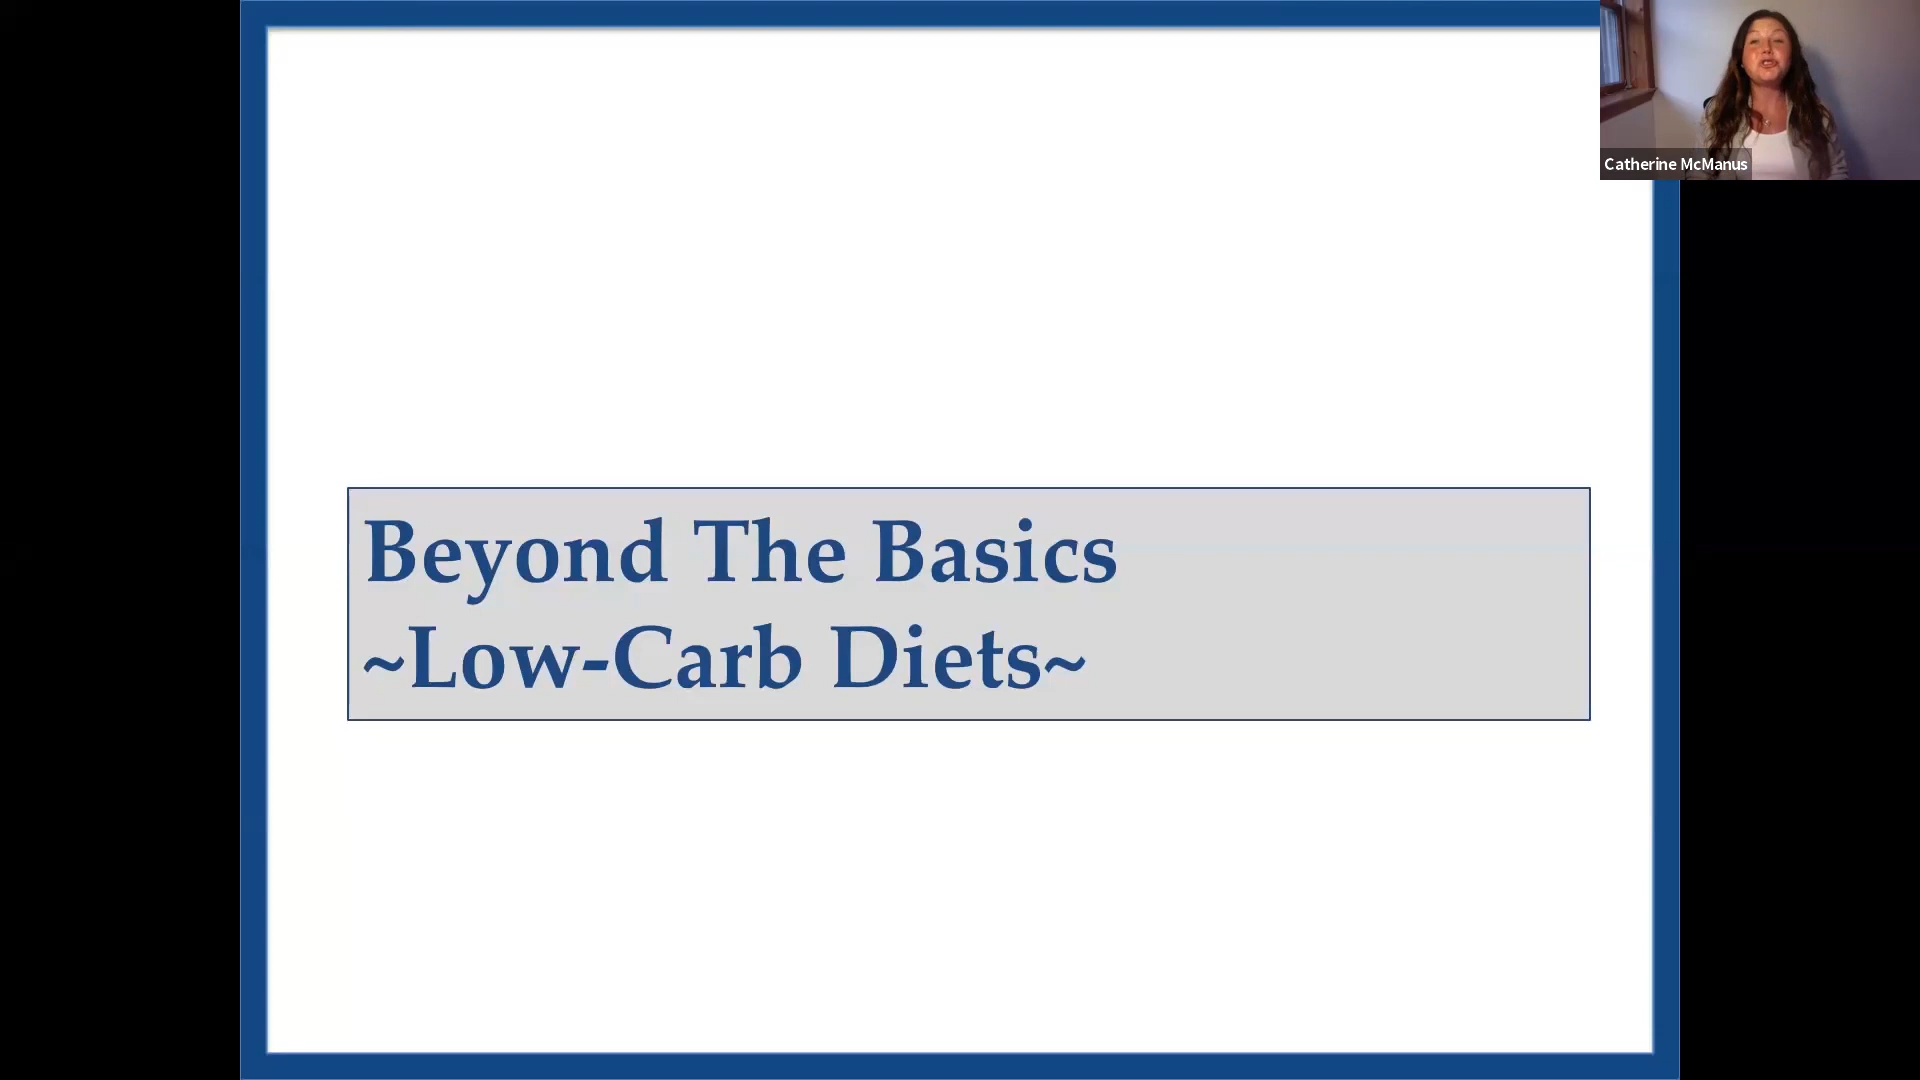 Catherine McManus
Beyond The Basics
~Low-Carb Diets~